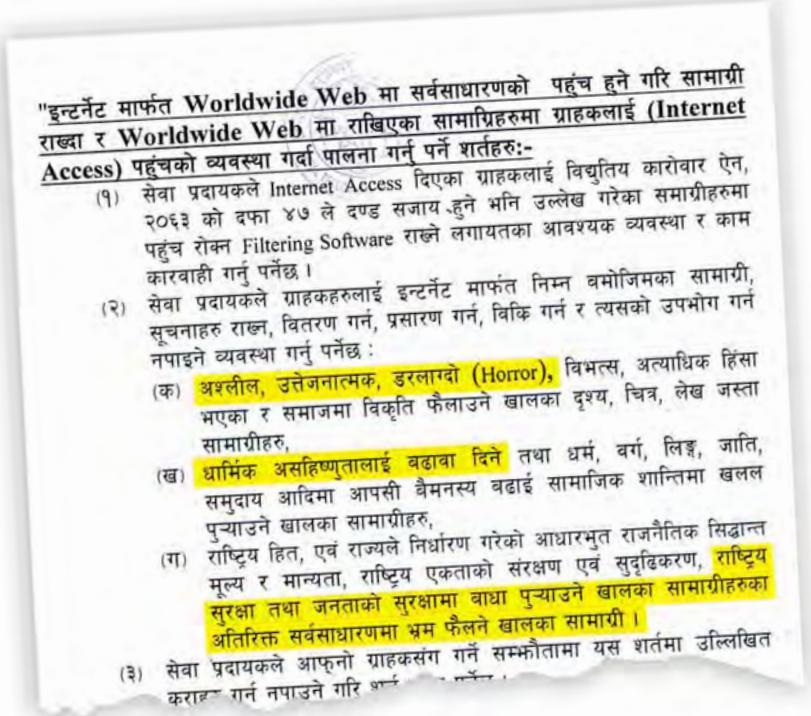 "इन्टर्नेट मार्फत Worldwide Web मा सर्वसाधारणको पहुंच हुने गरि सामाग्री
राख्दा र Worldwide Web मा राखिएका सामाग्रिहरुमा ग्राहकलाई (Internet
Access) पहुंचको व्यवस्था गर्दा पालना गर्नु पर्ने शर्तहरु:-
(१) सेवा प्रदायकले Internet Access दिएका ग्राहकलाई विद्युतिय कारोवार ऐन,
२०६३ को दफा ४७ ले दण्ड सजाय हुने भनि उल्लेख गरेका समाग्रीहरुमा
पहुंच रोक्न Filtering Software राख्ने लगायतका आवश्यक व्यवस्था र काम
कारवाही गर्नु पर्नेछ ।
(२) सेवा प्रदायकले ग्राहकहरुलाई इन्टर्नेट मार्फत निम्न वमोजिमका सामाग्री,
सूचनाहरु राख्न, वितरण गर्न, प्रसारण गर्न, विकि गर्न र त्यसको उपभोग गर्न
नपाइने व्यवस्था गर्नु पर्नेछ :
(क) अश्लील, उत्तेजनात्मक, डरलाग्दो (Horror), विभत्स, अत्याधिक हिंसा
भएका र समाजमा विकृति फैलाउने खालका दृश्य, चित्र, लेख जस्ता
सामाग्रीहरु,
(ख) धार्मिक असहिष्णुतालाई बढावा दिने तथा धर्म, वर्ग, लिङ्ग, जाति,
समुदाय आदिमा आपसी वैमनस्य वढाई सामाजिक शान्तिमा खलल
पुऱ्याउने खालका सामाग्रीहरु,
(ग) राष्ट्रिय हित, एवं राज्यले निर्धारण गरेको आधारभुत राजनैतिक सिद्धान्त
मूल्य र मान्यता, राष्ट्रिय एकताको संरक्षण एवं सुदृढिकरण, राष्ट्रिय
सुरक्षा तथा जनताको सुरक्षामा बाधा पुऱ्याउने खालका सामाग्रीहरुका
अतिरिक्त सर्वसाधारणमा भ्रम फैलने खालका सामाग्री ।
(३) सेवा प्रदायकले आफ्नो ग्राहकसंग गर्ने सम्झौतामा यस शर्तमा उल्लिखित
गर्न नपाउने गरि